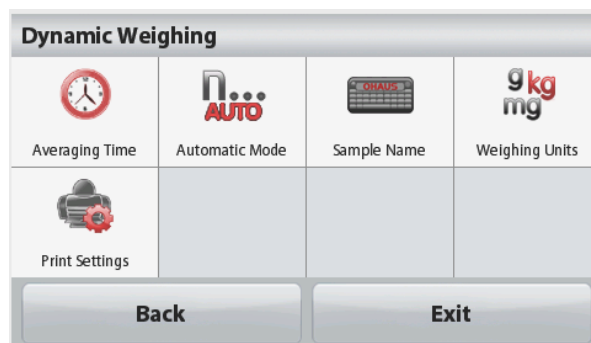 Dynamic Weighing
n...
AUTO
OHAUS
g kg
mg
Averaging Time
Automatic Mode
Sample Name
Weighing Units
Print Settings
Back
Exit